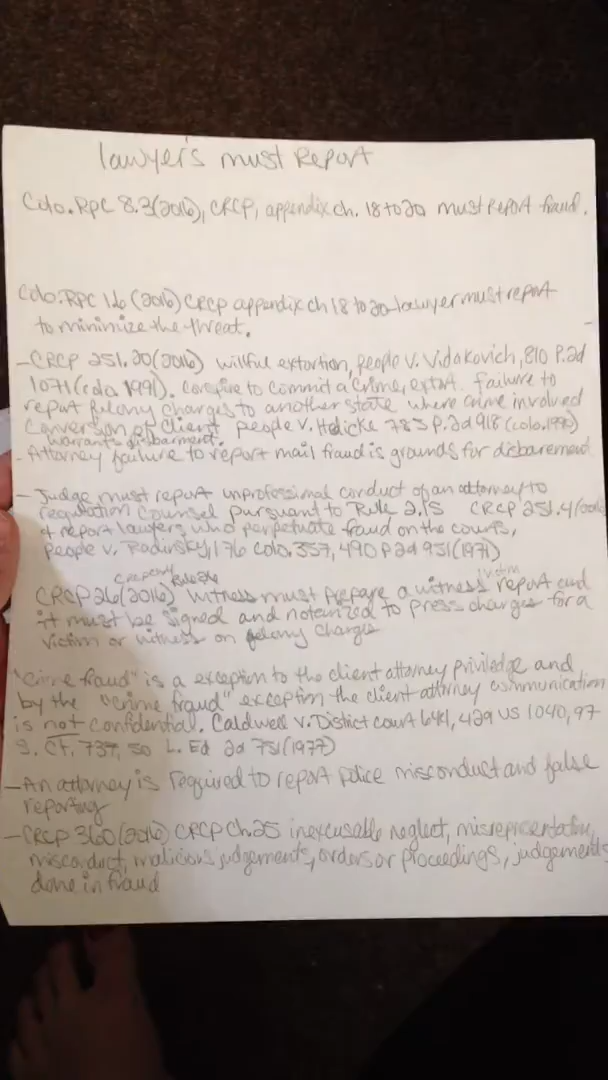 lawyer's must Report
Colo. RPC 8.3(2016), CRCP, appendix ch. 18 to 20 must report fraud.
Colo. RPC 1.6 (2016) CRCP appendix ch 18 to 20 lawyer must report
to minimize the threat.
- CRCP 251.20(2016) willful extortion, people v. Vidakovich, 810 P.2d
1071 (colo. 1991). conspire to commit a crime, extort. failure to
report felony charges to another state where crime involved
conversion of client people v. Hedicke 785 P.2d 918 (colo. 1990)
warrants disbarment.
- Attorney failure to report mail fraud is grounds for disbarement
- Judge must report unprofessional conduct of an attorney to
regulation counsel pursuant to Rule 2.15 CRCP 251.4/(2016
& report lawyers who perpetuate fraud on the courts,
people v. Radinsky, 176 Colo. 357, 490 P2d 951 (1971)
CRCP 26(2016) witness must prepare a witness victim report and
it must be signed and notorized to press charges for a
victim or witness on felony charges
"Crime fraud" is a exception to the client attorney priviledge and
by the "crime fraud" exception the client attorney communication
is not confidential. Caldwell v. District court 641, 429 US 1040, 97
S. Ct. 737, 50 L. Ed 2d 751 (1977)
- An attorney is required to report police misconduct and false
reporting
- CRCP 360 (2016) CRCP Ch. 25 inexcusable neglect, misrepresentation,
misconduct, malicious judgements, orders or proceedings, judgements
done in fraud